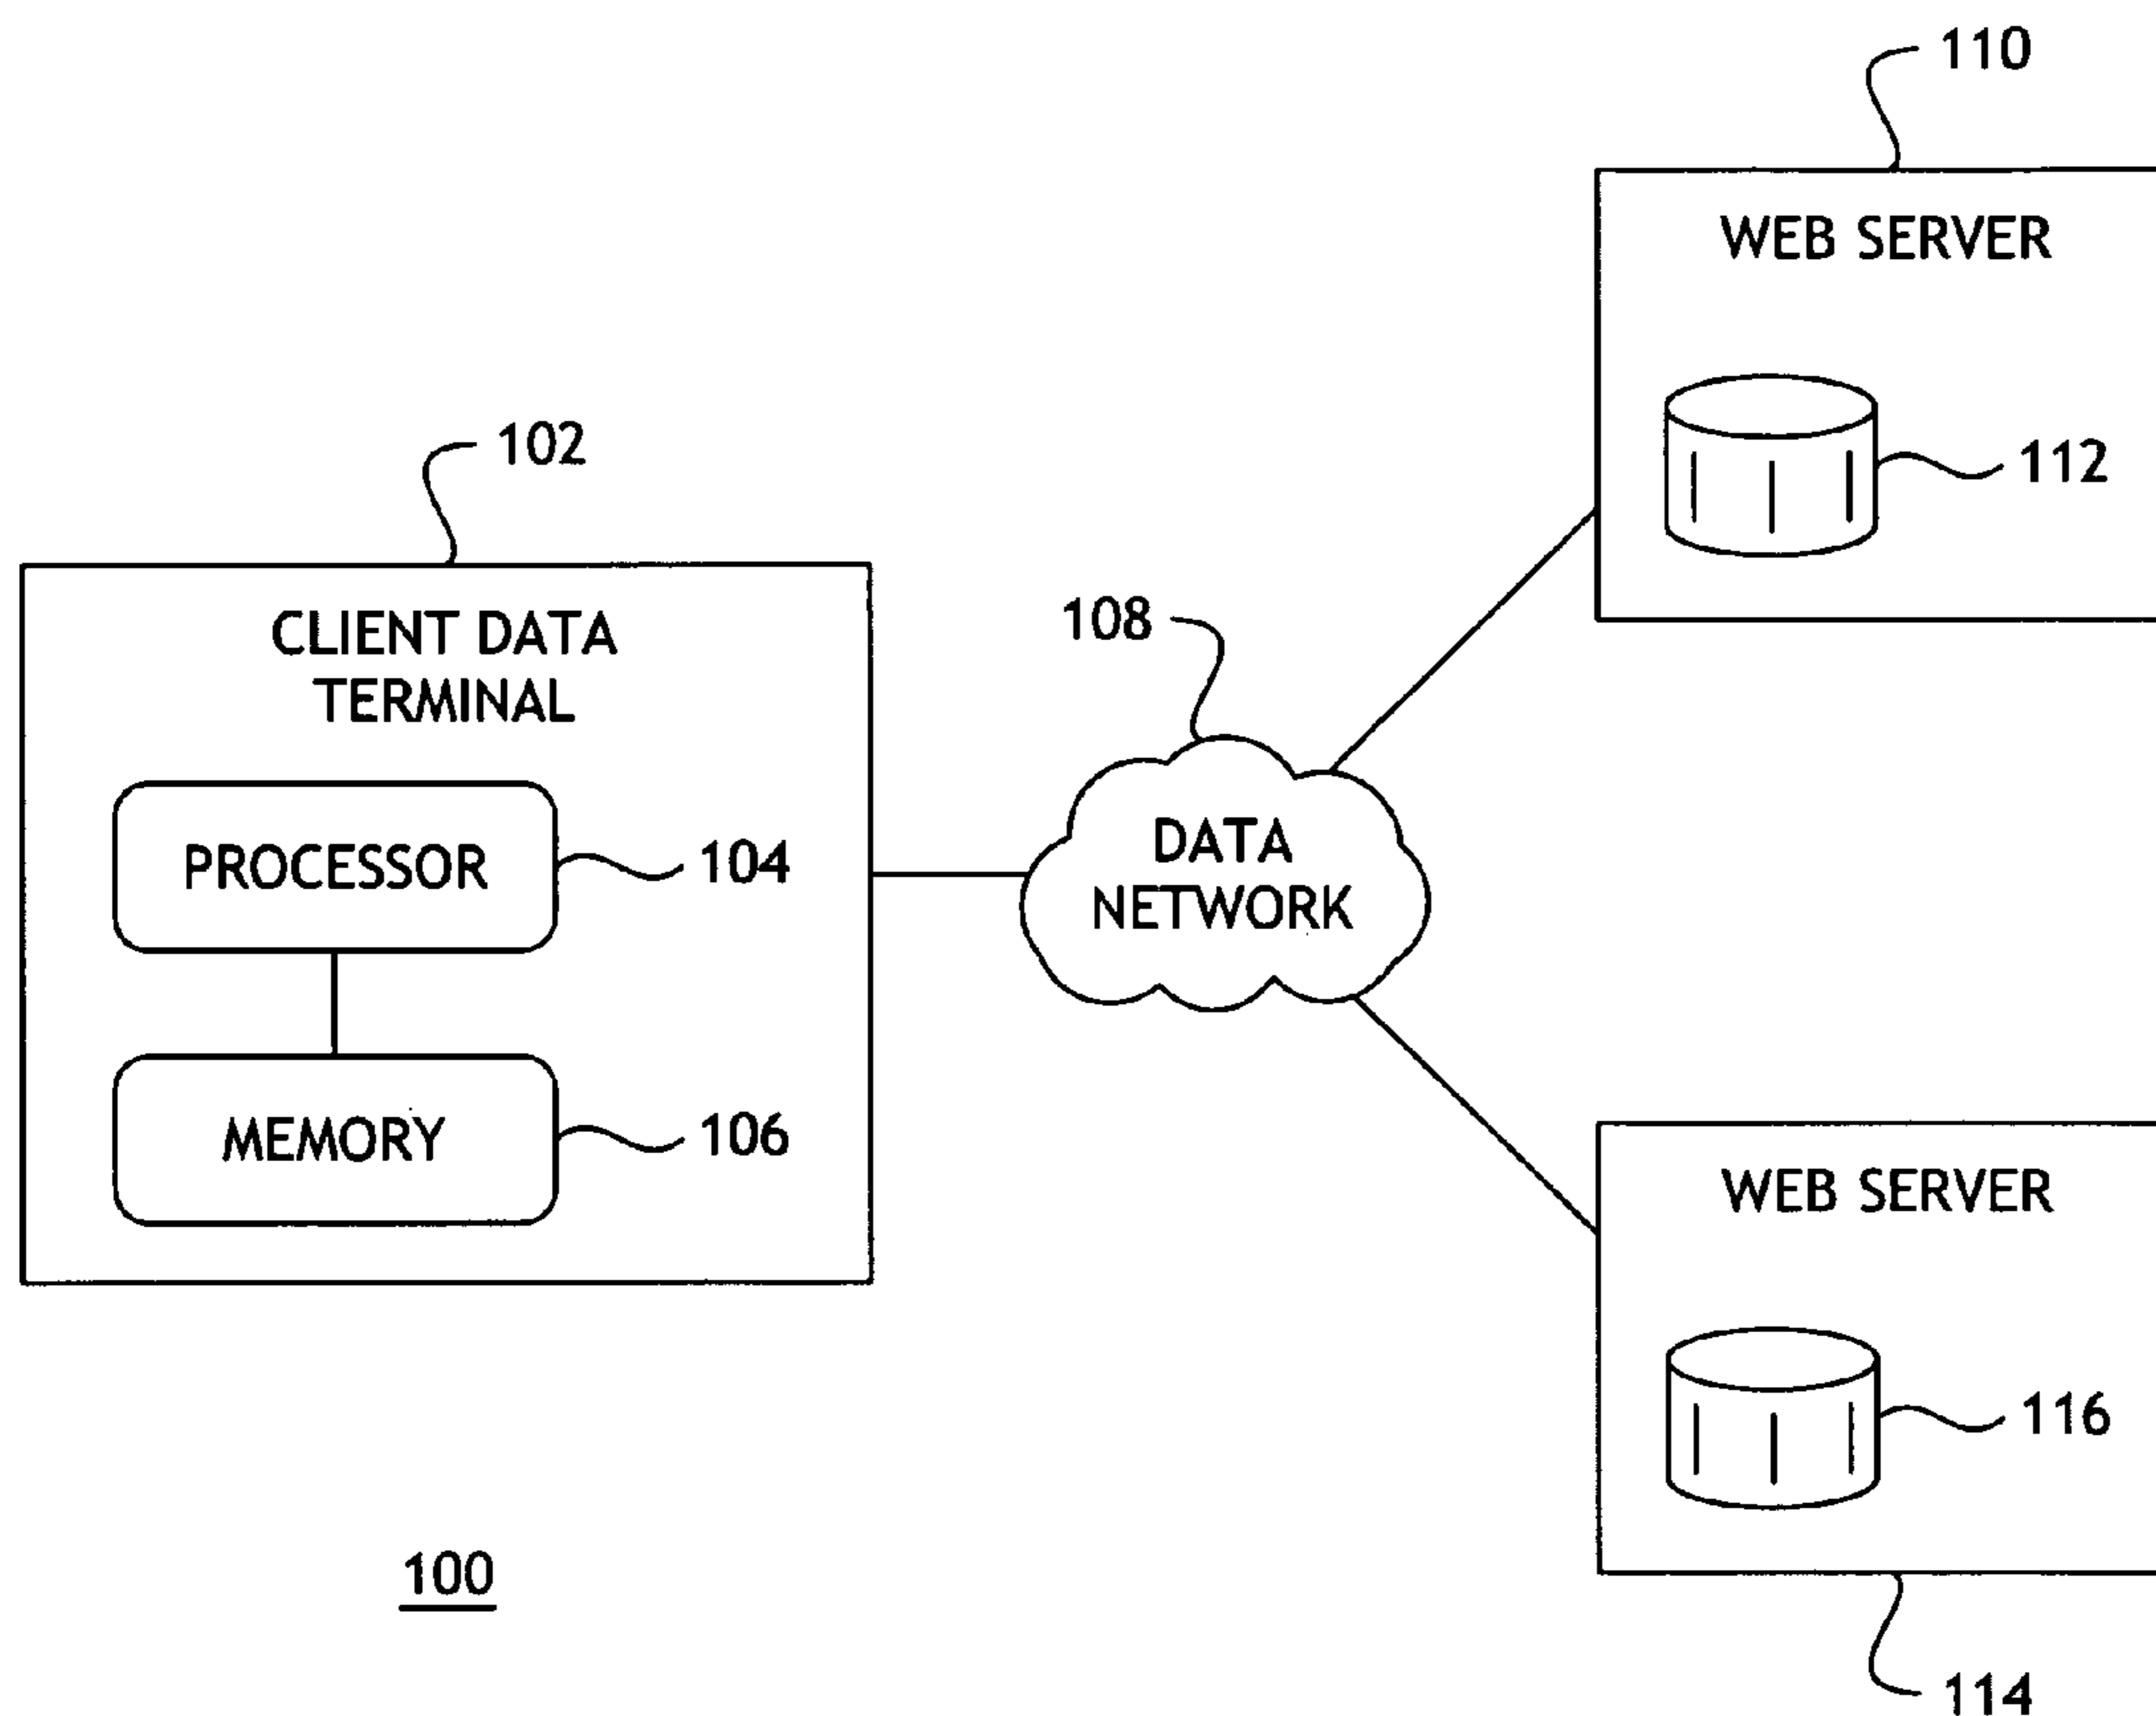 110
WEB SERVER
112
102
CLIENT DATA
TERMINAL
PROCESSOR
104
MEMORY
106
108
DATA
NETWORK
WEB SERVER
116
114
100